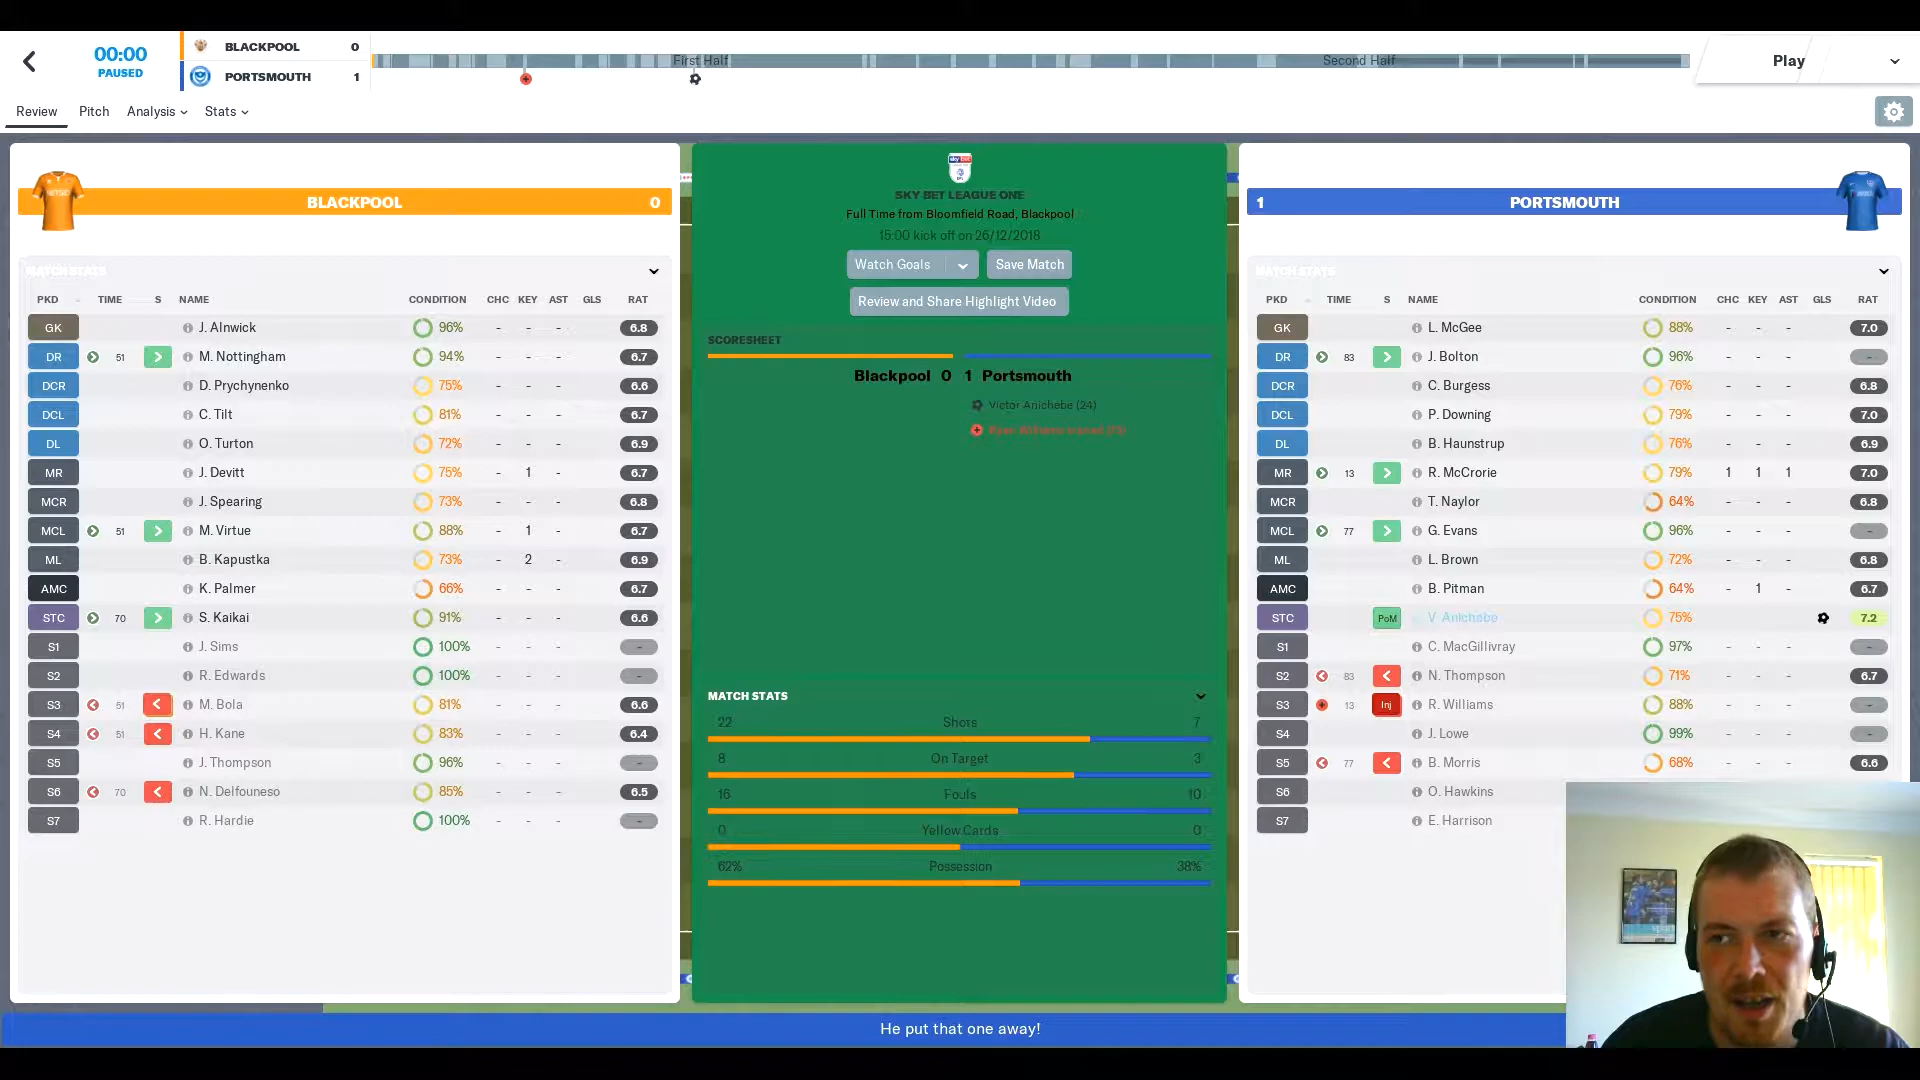 00:00
PAUSED
BLACKPOOL 0
PORTSMOUTH 1
First Half
Second Half
Play
Review Pitch Analysis Stats
BLACKPOOL 0
MATCH STATS
PKD TIME S NAME CONDITION CHC KEY AST GLS RAT
GK J. Alnwick 96% - - - 6.8
DR 51 M. Nottingham 94% - - - 6.7
DCR D. Prychynenko 75% - - - 6.6
DCL C. Tilt 81% - - - 6.7
DL O. Turton 72% - - - 6.9
MR J. Devitt 75% - 1 - 6.7
MCR J. Spearing 73% - - - 6.8
MCL 51 M. Virtue 88% - 1 - 6.7
ML B. Kapustka 73% - 2 - 6.9
AMC K. Palmer 66% - - - 6.7
STC 70 S. Kaikai 91% - - - 6.6
S1 J. Sims 100% - - - -
S2 R. Edwards 100% - - - -
S3 51 M. Bola 81% - - - 6.6
S4 51 H. Kane 83% - - - 6.4
S5 J. Thompson 96% - - - -
S6 70 N. Delfouneso 85% - - - 6.5
S7 R. Hardie 100% - - - -
SKY BET LEAGUE ONE
Full Time from Bloomfield Road, Blackpool
15:00 kick off on 26/12/2018
Watch Goals Save Match
Review and Share Highlight Video
SCORESHEET
Blackpool 0 1 Portsmouth
Victor Anichebe (24)
Ryan Williams injured
MATCH STATS
22 Shots 7
8 On Target 3
16 Fouls 10
0 Yellow Cards 0
62% Possession 38%
1 PORTSMOUTH
MATCH STATS
PKD TIME S NAME CONDITION CHC KEY AST GLS RAT
GK L. McGee 88% - - - 7.0
DR 83 J. Bolton 96% - - - -
DCR C. Burgess 76% - - - 6.8
DCL P. Downing 79% - - - 7.0
DL B. Haunstrup 76% - - - 6.9
MR 13 R. McCrorie 79% 1 1 1 7.0
MCR T. Naylor 64% - - - 6.8
MCL 77 G. Evans 96% - - - -
ML L. Brown 72% - - - 6.8
AMC B. Pitman 64% - 1 - 6.7
STC PoM V. Anichebe 75% 7.2
S1 C. MacGillivray 97% - - - -
S2 83 N. Thompson 71% - - - 6.7
S3 13 Inj R. Williams 88% - - - -
S4 J. Lowe 99% - - - -
S5 77 B. Morris 68% - - - 6.6
S6 O. Hawkins
S7 E. Harrison
He put that one away!